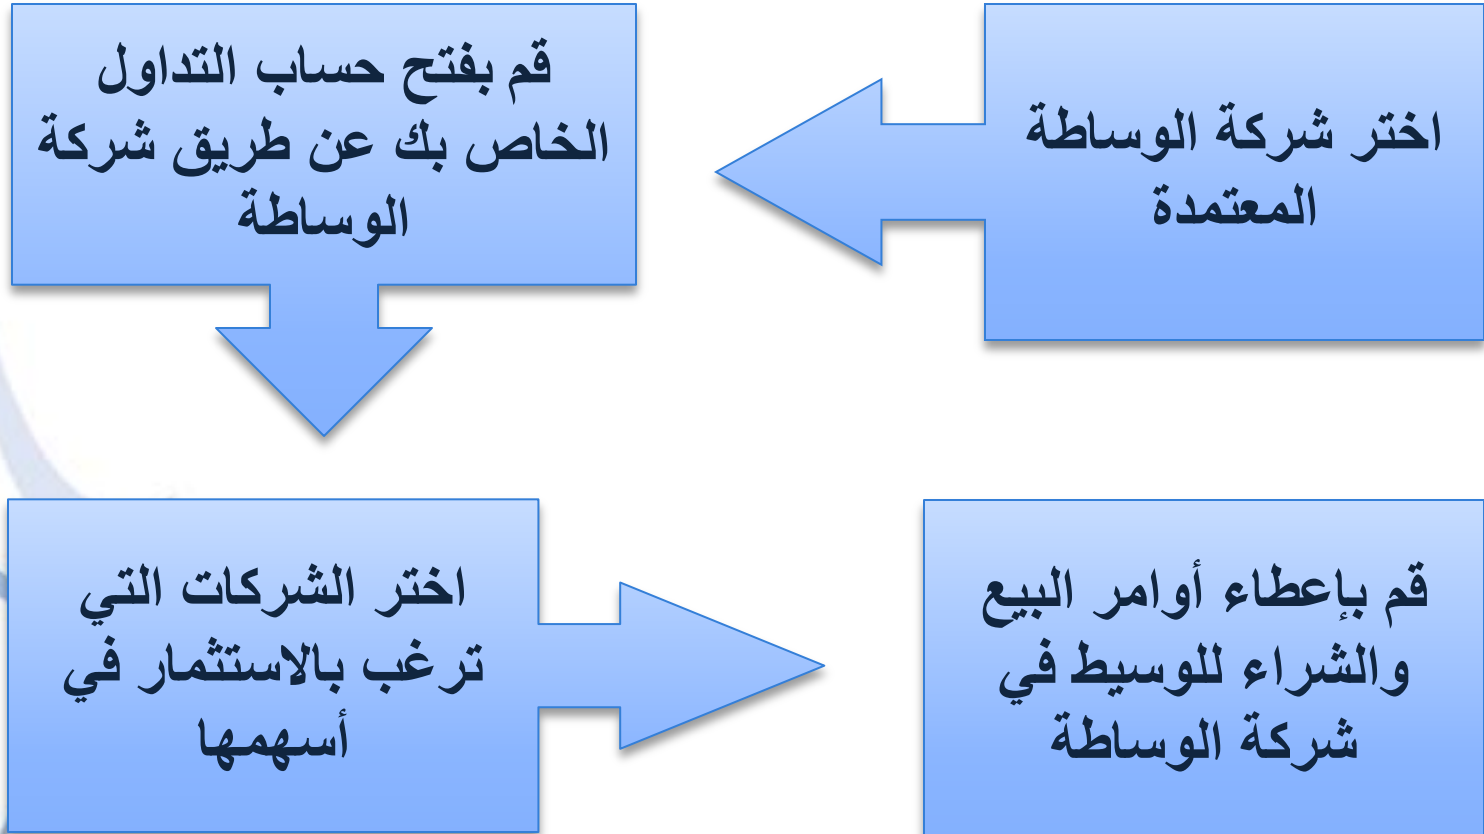 اختر شركة الوساطة
المعتمدة
قم بفتح حساب التداول
الخاص بك عن طريق شركة
الوساطة
اختر الشركات التي
ترغب بالاستثمار في
أسهمها
قم بإعطاء أوامر البيع
والشراء للوسيط في
شركة الوساطة